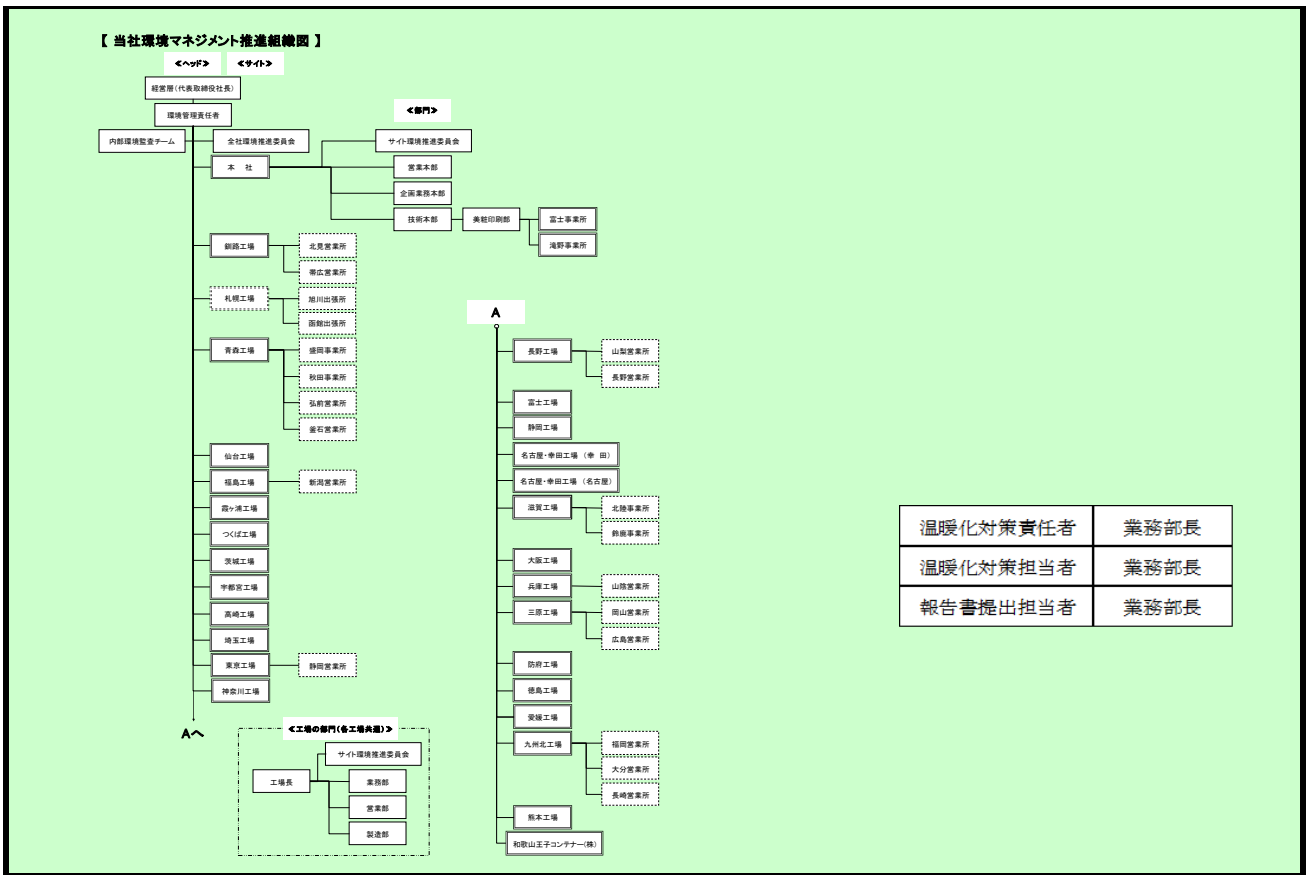 【 当社環境マネジメント推進組織図 】
≪ヘッド≫ ≪サイト≫
経営層(代表取締役社長)
環境管理責任者
≪部門≫
内部環境監査チーム 全社環境推進委員会 サイト環境推進委員会
本 社 営業本部
企画業務本部
技術本部 美粧印刷部 富士事業所
滝野事業所
釧路工場 北見営業所
帯広営業所
札幌工場 旭川出張所
函館出張所
青森工場 盛岡事業所
秋田事業所
弘前営業所
釜石営業所
仙台工場
福島工場 新潟営業所
霞ヶ浦工場
つくば工場
茨城工場
宇都宮工場
高崎工場
埼玉工場
東京工場 静岡営業所
神奈川工場
Aへ
≪工場の部門(各工場共通)≫
サイト環境推進委員会
工場長 業務部
営業部
製造部
A
長野工場 山梨営業所
長野営業所
富士工場
静岡工場
名古屋・幸田工場 (幸 田)
名古屋・幸田工場 (名古屋)
滋賀工場 北陸事業所
鈴鹿事業所
大阪工場
兵庫工場 山陰営業所
三原工場 岡山営業所
広島営業所
防府工場
徳島工場
愛媛工場
九州北工場 福岡営業所
大分営業所
長崎営業所
熊本工場
和歌山王子コンテナー(株)
温暖化対策責任者 業務部長
温暖化対策担当者 業務部長
報告書提出担当者 業務部長